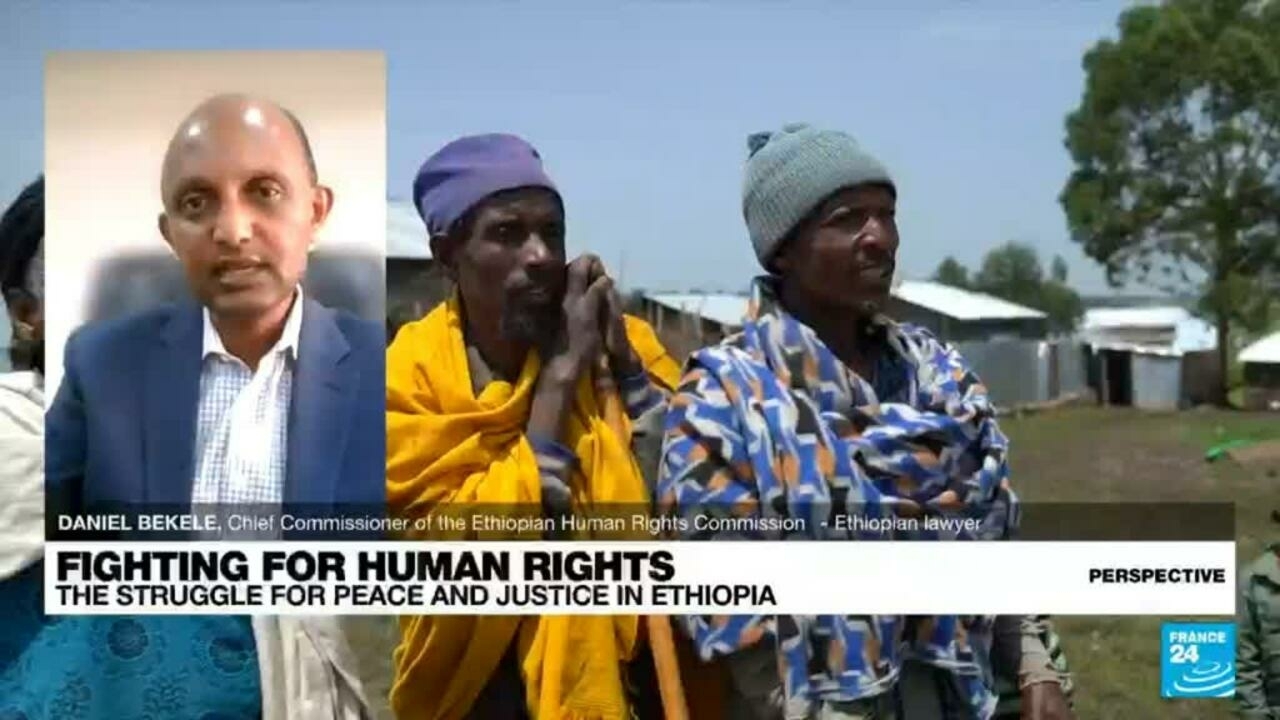 DANIEL BEKELE, Chief Commissioner of the Ethiopian Human Rights Commission - Ethiopian lawyer
FIGHTING FOR HUMAN RIGHTS
THE STRUGGLE FOR PEACE AND JUSTICE IN ETHIOPIA
PERSPECTIVE
FRANCE
24